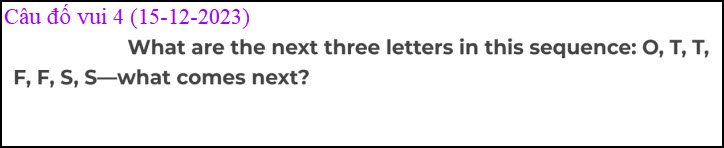 Câu đố vui 4 (15-12-2023)
What are the next three letters in this sequence: O, T, T,
F, F, S, S—what comes next?